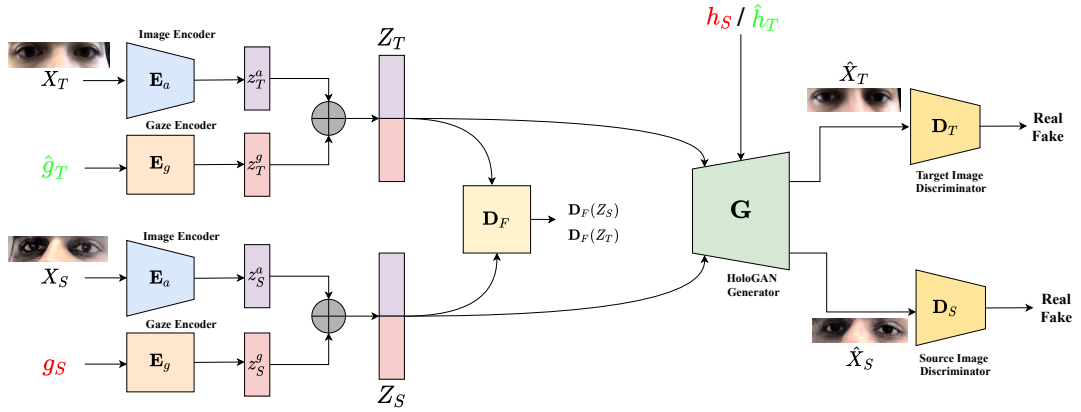 h_S / ĥ_T
Image Encoder
Z_T
X_T
E_a
z_T^a
X̂_T
D_T
Real
Fake
Gaze Encoder
ĝ_T
E_g
z_T^g
Target Image
Discriminator
D_F
D_F(Z_S)
D_F(Z_T)
G
HoloGAN
Generator
Image Encoder
X_S
E_a
z_S^a
D_S
Real
Fake
Gaze Encoder
g_S
E_g
z_S^g
Z_S
X̂_S
Source Image
Discriminator